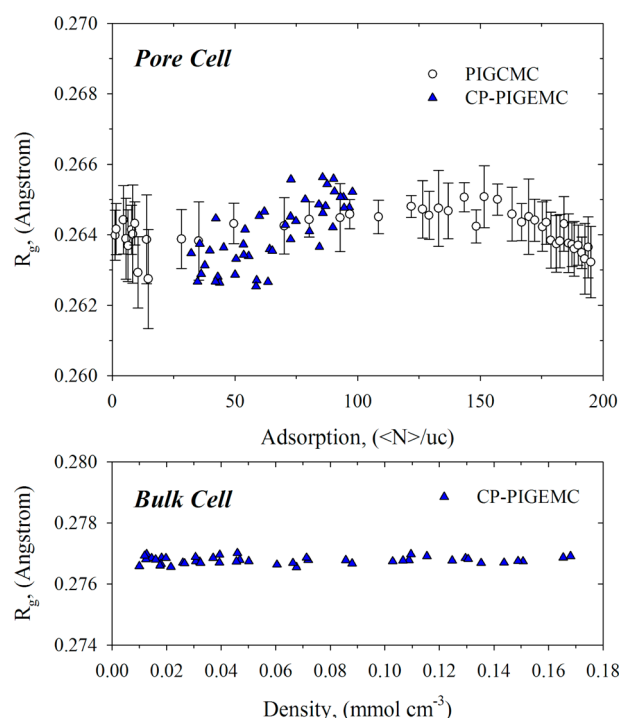 0.270
Pore Cell
PIGCMC
CP-PIGEMC
0.268
0.266
0.264
0.262
0.260
R_g, (Angstrom)
0 50 100 150 200
Adsorption, (<N>/uc)
0.280
Bulk Cell
CP-PIGEMC
0.278
0.276
0.274
R_g, (Angstrom)
0.00 0.02 0.04 0.06 0.08 0.10 0.12 0.14 0.16 0.18
Density, (mmol cm⁻³)